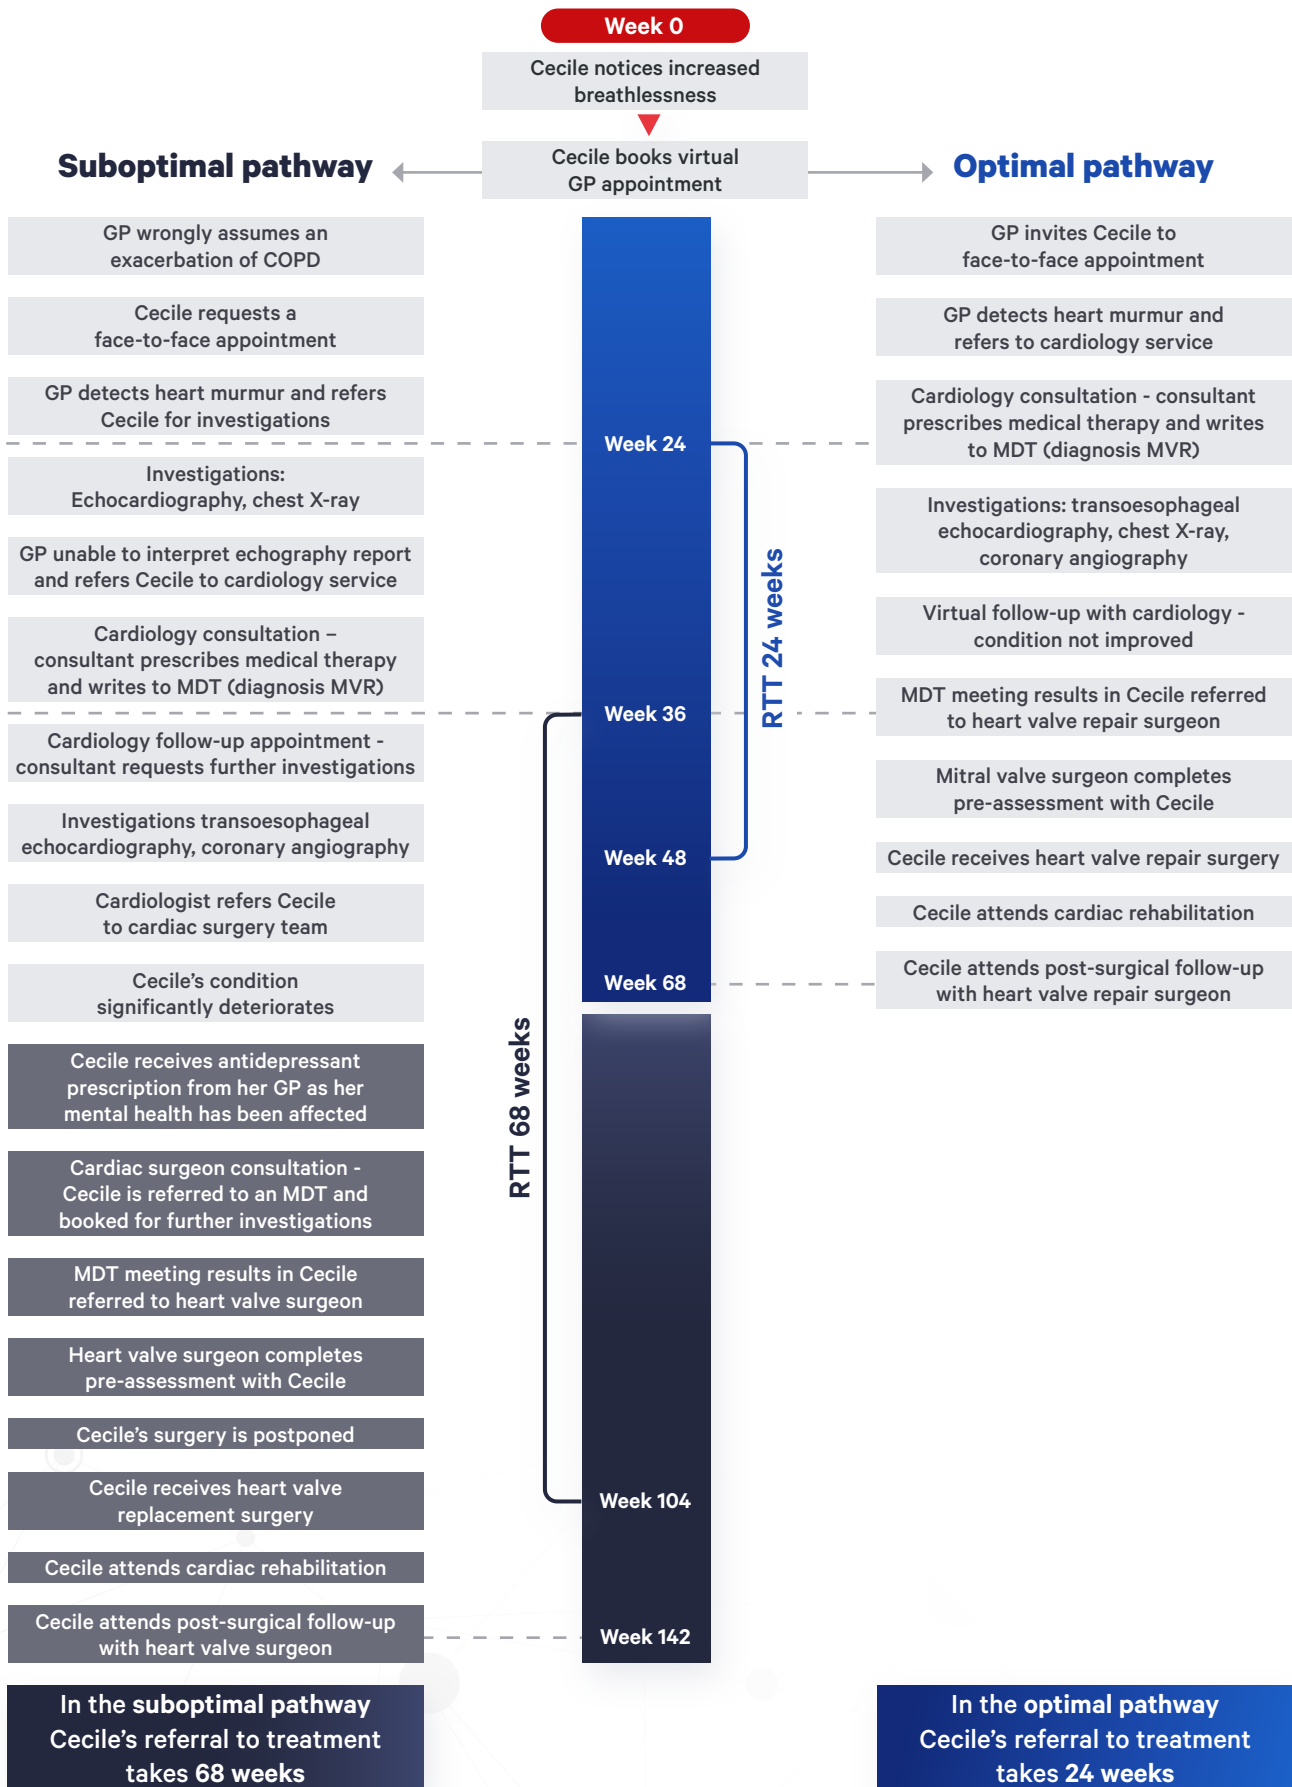 Week 0
Cecile notices increased
breathlessness
Cecile books virtual
GP appointment
Suboptimal pathway
GP wrongly assumes an
exacerbation of COPD
Cecile requests a
face-to-face appointment
GP detects heart murmur and refers
Cecile for investigations
Investigations:
Echocardiography, chest X-ray
GP unable to interpret echography report
and refers Cecile to cardiology service
Cardiology consultation –
consultant prescribes medical therapy
and writes to MDT (diagnosis MVR)
Cardiology follow-up appointment -
consultant requests further investigations
Investigations transoesophageal
echocardiography, coronary angiography
Cardiologist refers Cecile
to cardiac surgery team
Cecile’s condition
significantly deteriorates
Cecile receives antidepressant
prescription from her GP as her
mental health has been affected
Cardiac surgeon consultation -
Cecile is referred to an MDT and
booked for further investigations
MDT meeting results in Cecile
referred to heart valve surgeon
Heart valve surgeon completes
pre-assessment with Cecile
Cecile’s surgery is postponed
Cecile receives heart valve
replacement surgery
Cecile attends cardiac rehabilitation
Cecile attends post-surgical follow-up
with heart valve surgeon
In the suboptimal pathway
Cecile’s referral to treatment
takes 68 weeks
Week 24
Week 36
Week 48
Week 68
Week 104
Week 142
RTT 68 weeks
RTT 24 weeks
Optimal pathway
GP invites Cecile to
face-to-face appointment
GP detects heart murmur and
refers to cardiology service
Cardiology consultation - consultant
prescribes medical therapy and writes
to MDT (diagnosis MVR)
Investigations: transoesophageal
echocardiography, chest X-ray,
coronary angiography
Virtual follow-up with cardiology -
condition not improved
MDT meeting results in Cecile referred
to heart valve repair surgeon
Mitral valve surgeon completes
pre-assessment with Cecile
Cecile receives heart valve repair surgery
Cecile attends cardiac rehabilitation
Cecile attends post-surgical follow-up
with heart valve repair surgeon
In the optimal pathway
Cecile’s referral to treatment
takes 24 weeks